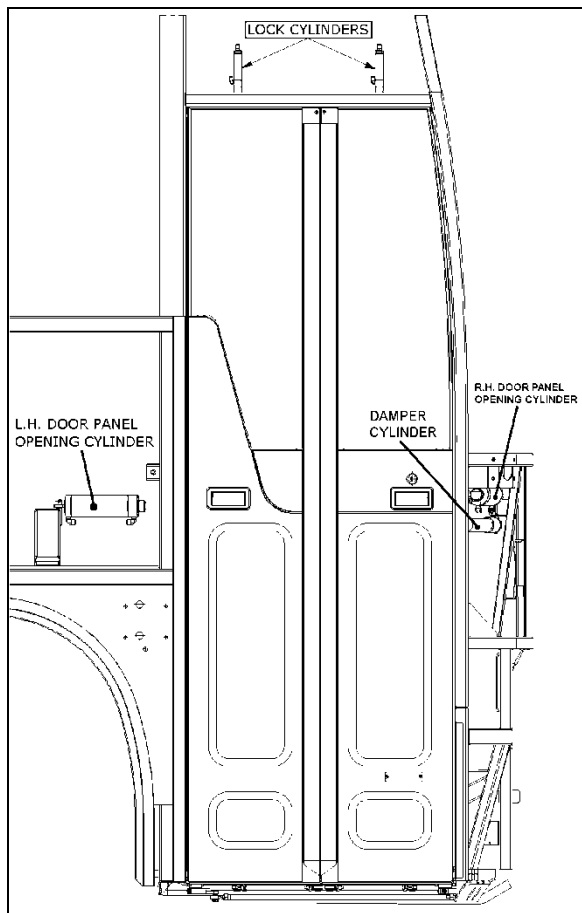 LOCK CYLINDERS
R.H. DOOR PANEL
OPENING CYLINDER
DAMPER
CYLINDER
L.H. DOOR PANEL
OPENING CYLINDER